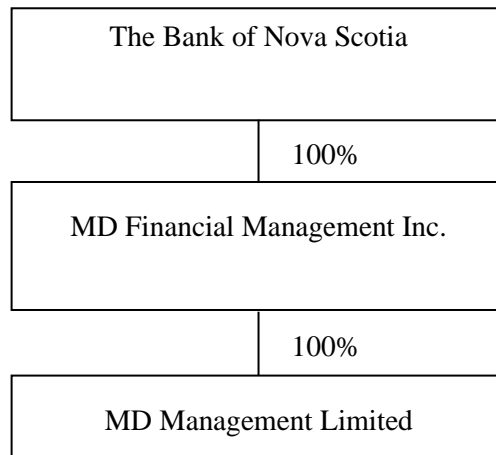 The Bank of Nova Scotia
100%
MD Financial Management Inc.
100%
MD Management Limited